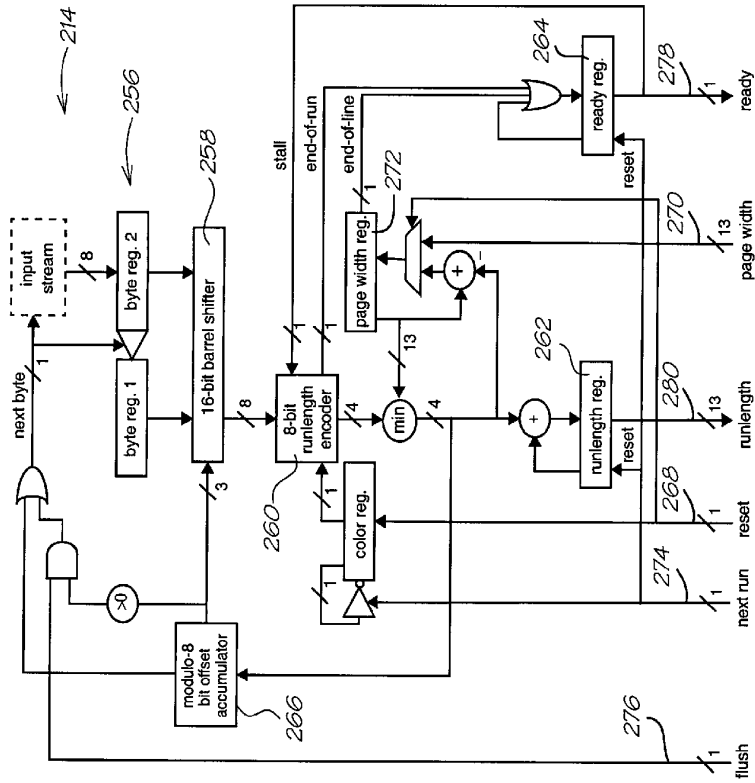 214
256
input
stream
8
next byte
1
byte reg. 1
byte reg. 2
258
16-bit barrel shifter
3
8
>0
modulo-8
bit offset
accumulator
266
260
8-bit
runlength
encoder
stall
end-of-run
end-of-line
1
1
1
1
4
min
4
13
color reg.
1
page width reg.
272
+
−
+
262
runlength reg.
reset
264
ready reg.
reset
276
1
flush
274
1
next run
268
1
reset
280
13
runlength
270
13
page width
278
1
ready